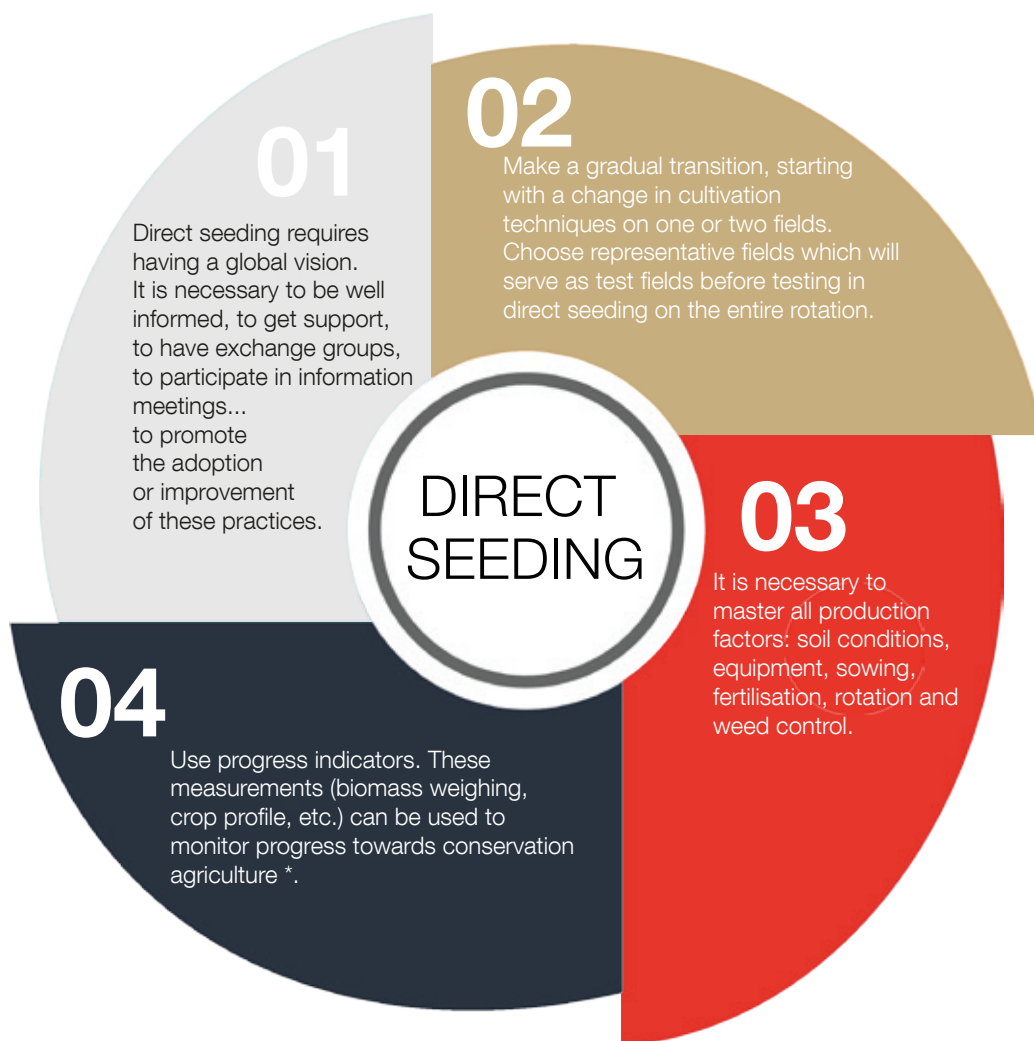 01
Direct seeding requires
having a global vision.
It is necessary to be well
informed, to get support,
to have exchange groups,
to participate in information
meetings...
to promote
the adoption
or improvement
of these practices.
02
Make a gradual transition, starting
with a change in cultivation
techniques on one or two fields.
Choose representative fields which will
serve as test fields before testing in
direct seeding on the entire rotation.
DIRECT
SEEDING
03
It is necessary to
master all production
factors: soil conditions,
equipment, sowing,
fertilisation, rotation and
weed control.
04
Use progress indicators. These
measurements (biomass weighing,
crop profile, etc.) can be used to
monitor progress towards conservation
agriculture *.